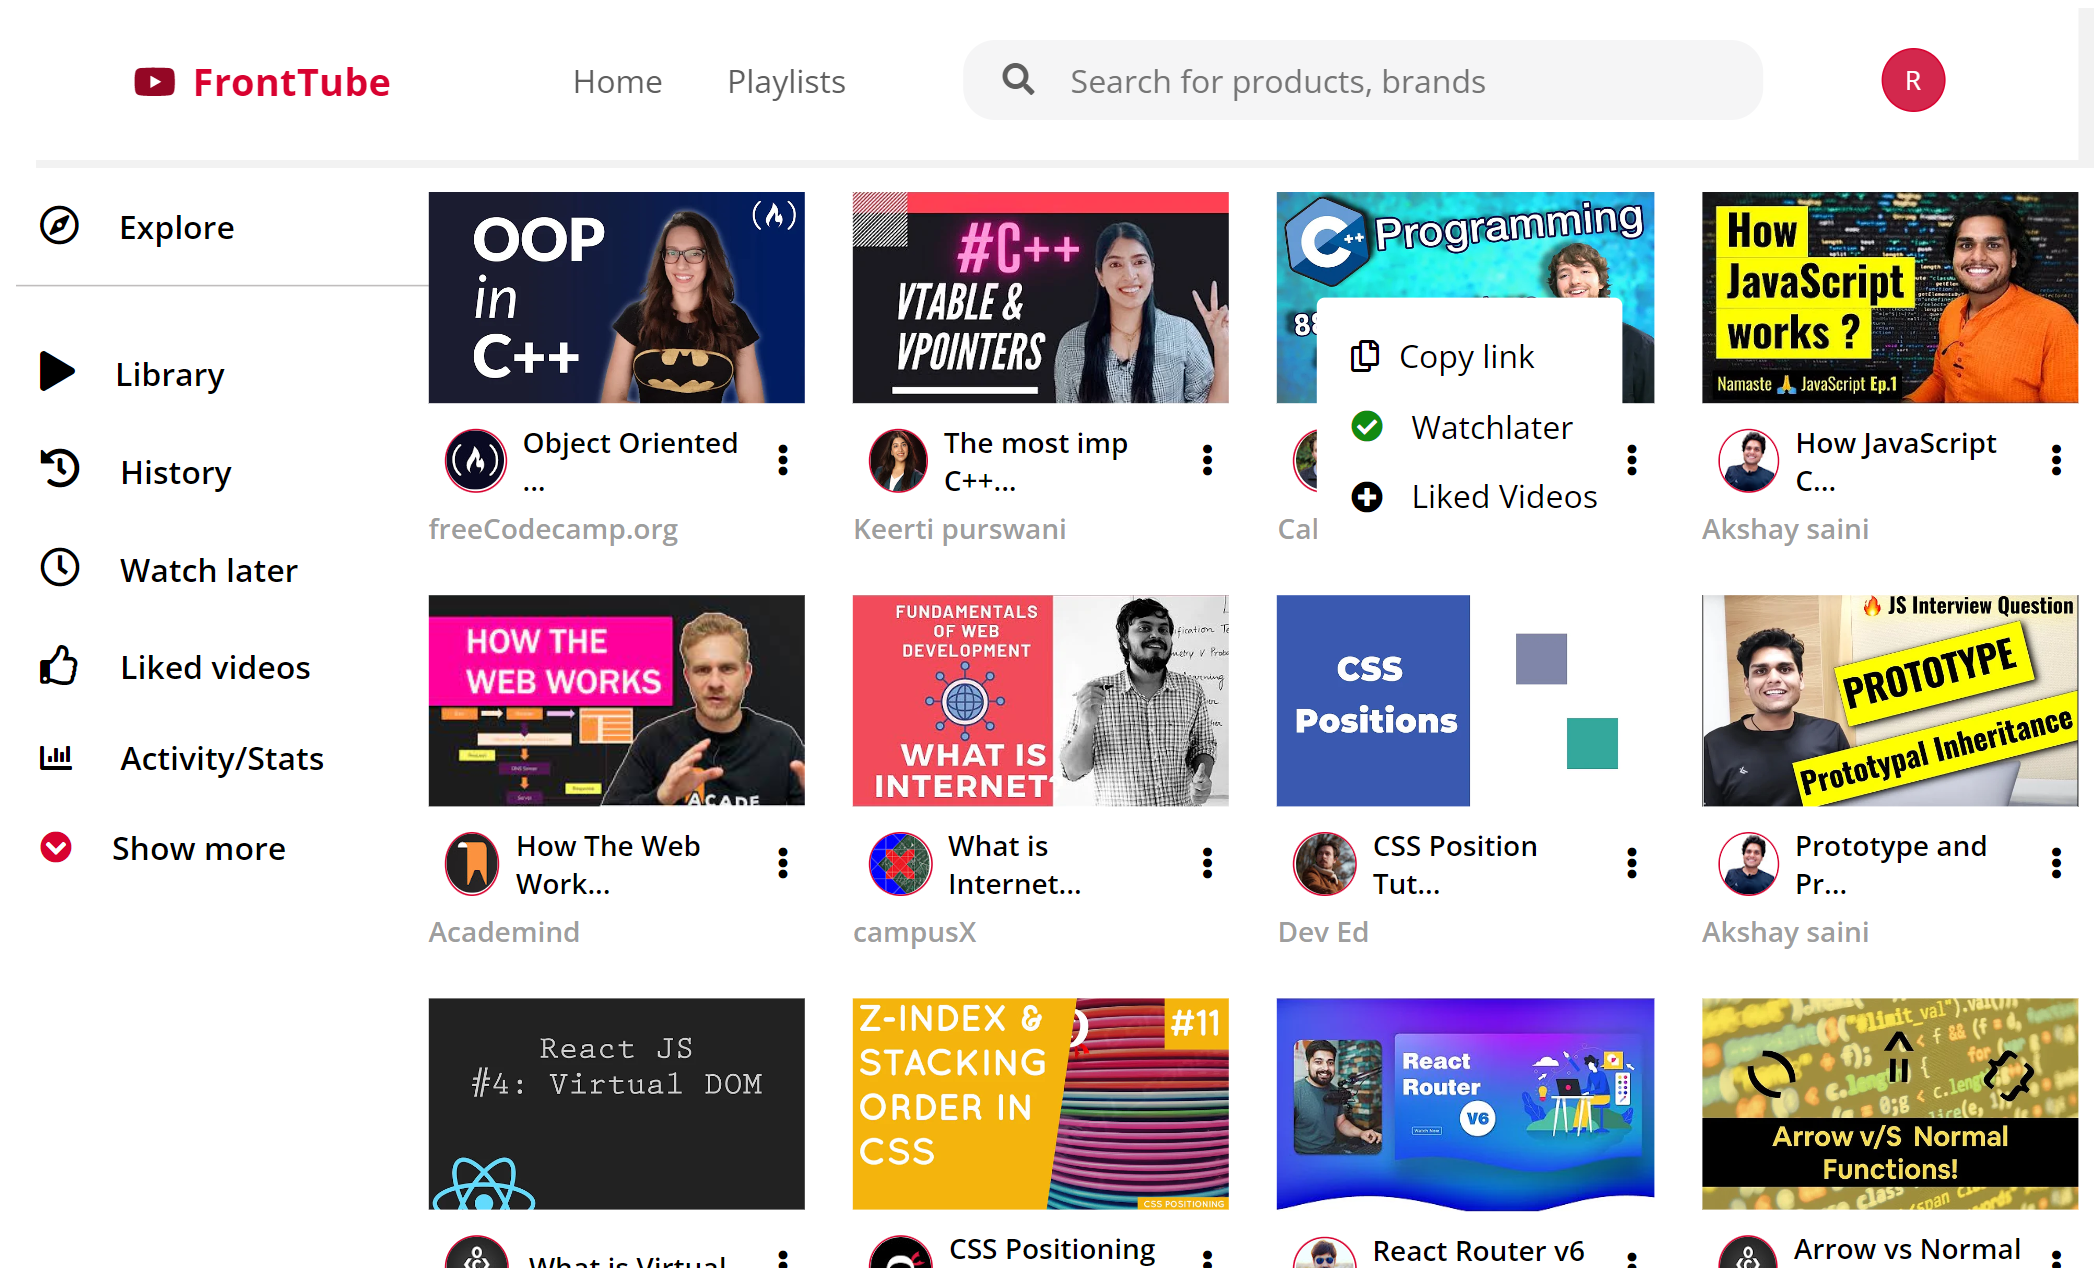 FrontTube
Home
Playlists
Search for products, brands
R
Explore
Library
History
Watch later
Liked videos
Activity/Stats
Show more
OOP
in
C++
Object Oriented
...
freeCodecamp.org
#C++
VTABLE &
VPOINTERS
The most imp
C++...
Keerti purswani
C++ Programming
Copy link
Watchlater
Liked Videos
Cal
How
JavaScript
works ?
Namaste 🙏 JavaScript Ep.1
How JavaScript
C...
Akshay saini
HOW THE
WEB WORKS
ACADE
How The Web
Work...
Academind
FUNDAMENTALS
OF WEB
DEVELOPMENT
WHAT IS
INTERNET?
What is
Internet...
campusX
CSS
Positions
CSS Position
Tut...
Dev Ed
🔥 JS Interview Question
PROTOTYPE
Prototypal Inheritance
Prototype and
Pr...
Akshay saini
React JS
#4: Virtual DOM
What is Virtual
Z-INDEX &
STACKING
ORDER IN
CSS
#11
CSS POSITIONING
CSS Positioning
React
Router
V6
React Router v6
Arrow v/S Normal
Functions!
Arrow vs Normal